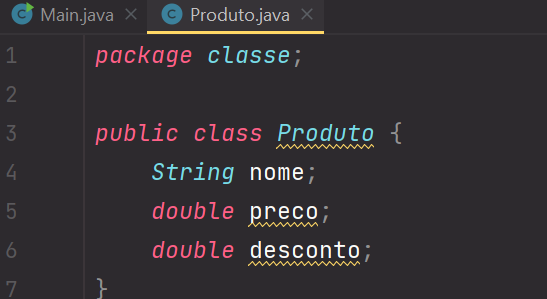 Main.java Produto.java
1 package classe;
2
3 public class Produto {
4 String nome;
5 double preco;
6 double desconto;
7 }